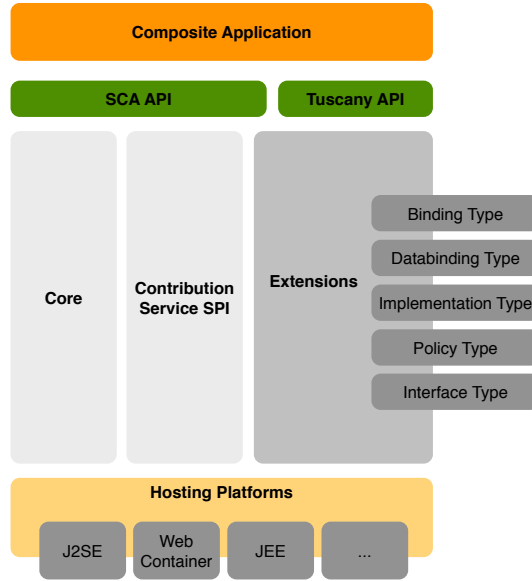 Composite Application
SCA API
Tuscany API
Core
Contribution
Service SPI
Extensions
Binding Type
Databinding Type
Implementation Type
Policy Type
Interface Type
Hosting Platforms
J2SE
Web
Container
JEE
...